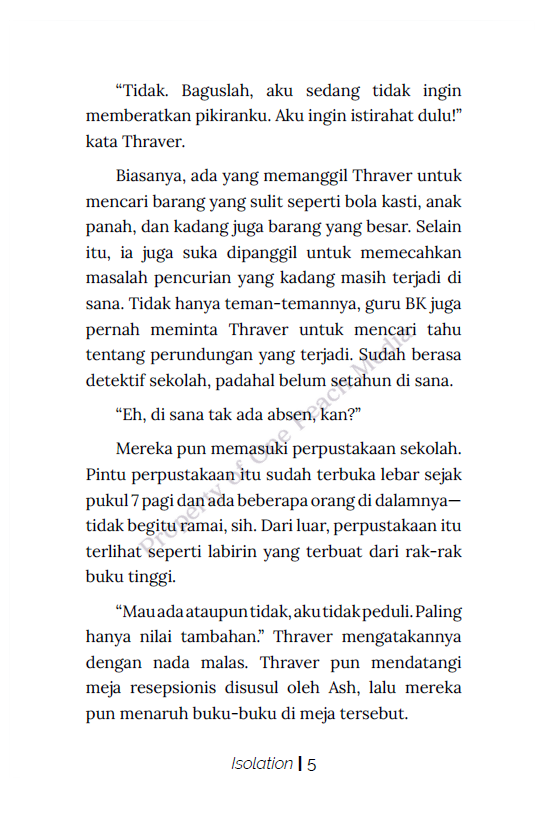 “Tidak. Baguslah, aku sedang tidak ingin
memberatkan pikiranku. Aku ingin istirahat dulu!”
kata Thraver.
Biasanya, ada yang memanggil Thraver untuk
mencari barang yang sulit seperti bola kasti, anak
panah, dan kadang juga barang yang besar. Selain
itu, ia juga suka dipanggil untuk memecahkan
masalah pencurian yang kadang masih terjadi di
sana. Tidak hanya teman-temannya, guru BK juga
pernah meminta Thraver untuk mencari tahu
tentang perundungan yang terjadi. Sudah berasa
detektif sekolah, padahal belum setahun di sana.
“Eh, di sana tak ada absen, kan?”
Mereka pun memasuki perpustakaan sekolah.
Pintu perpustakaan itu sudah terbuka lebar sejak
pukul 7 pagi dan ada beberapa orang di dalamnya—
tidak begitu ramai, sih. Dari luar, perpustakaan itu
terlihat seperti labirin yang terbuat dari rak-rak
buku tinggi.
“Mau ada ataupun tidak, aku tidak peduli. Paling
hanya nilai tambahan.” Thraver mengatakannya
dengan nada malas. Thraver pun mendatangi
meja resepsionis disusul oleh Ash, lalu mereka
pun menaruh buku-buku di meja tersebut.
Isolation | 5
Property of One Peach Media